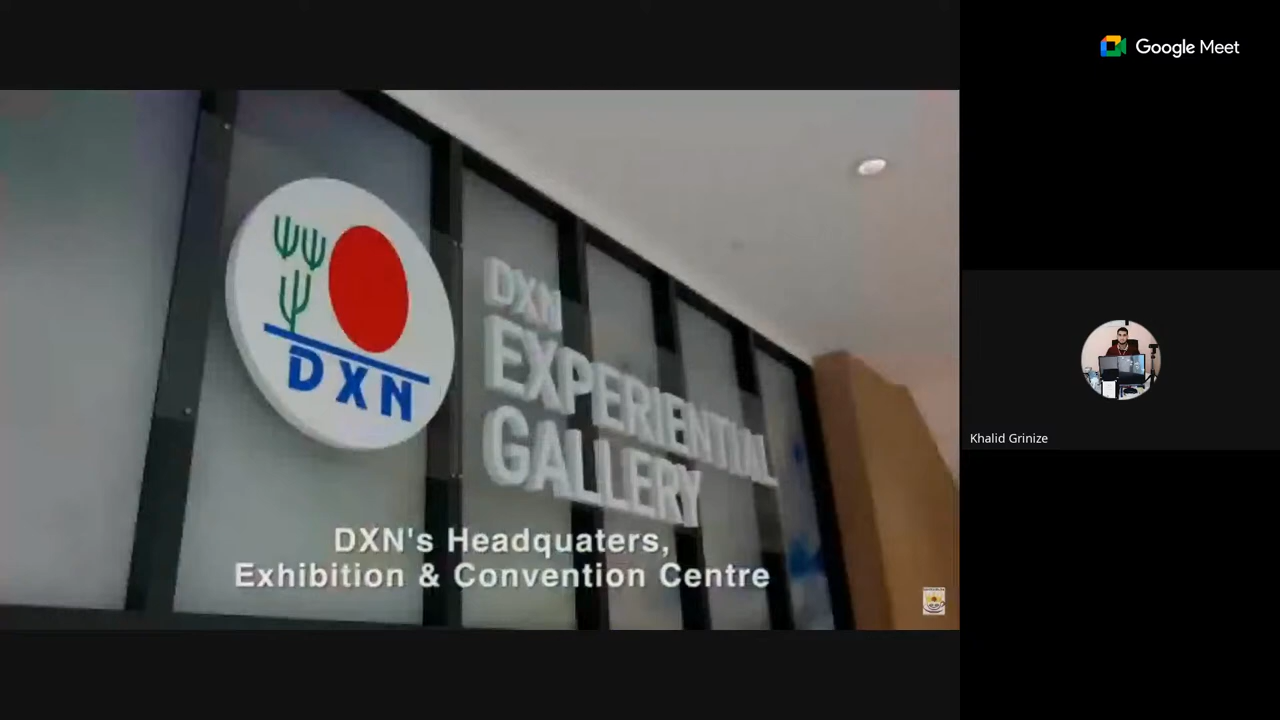 Google Meet
DXN
DXN
EXPERIENTIAL
GALLERY
DXN's Headquaters,
Exhibition & Convention Centre
Khalid Grinize